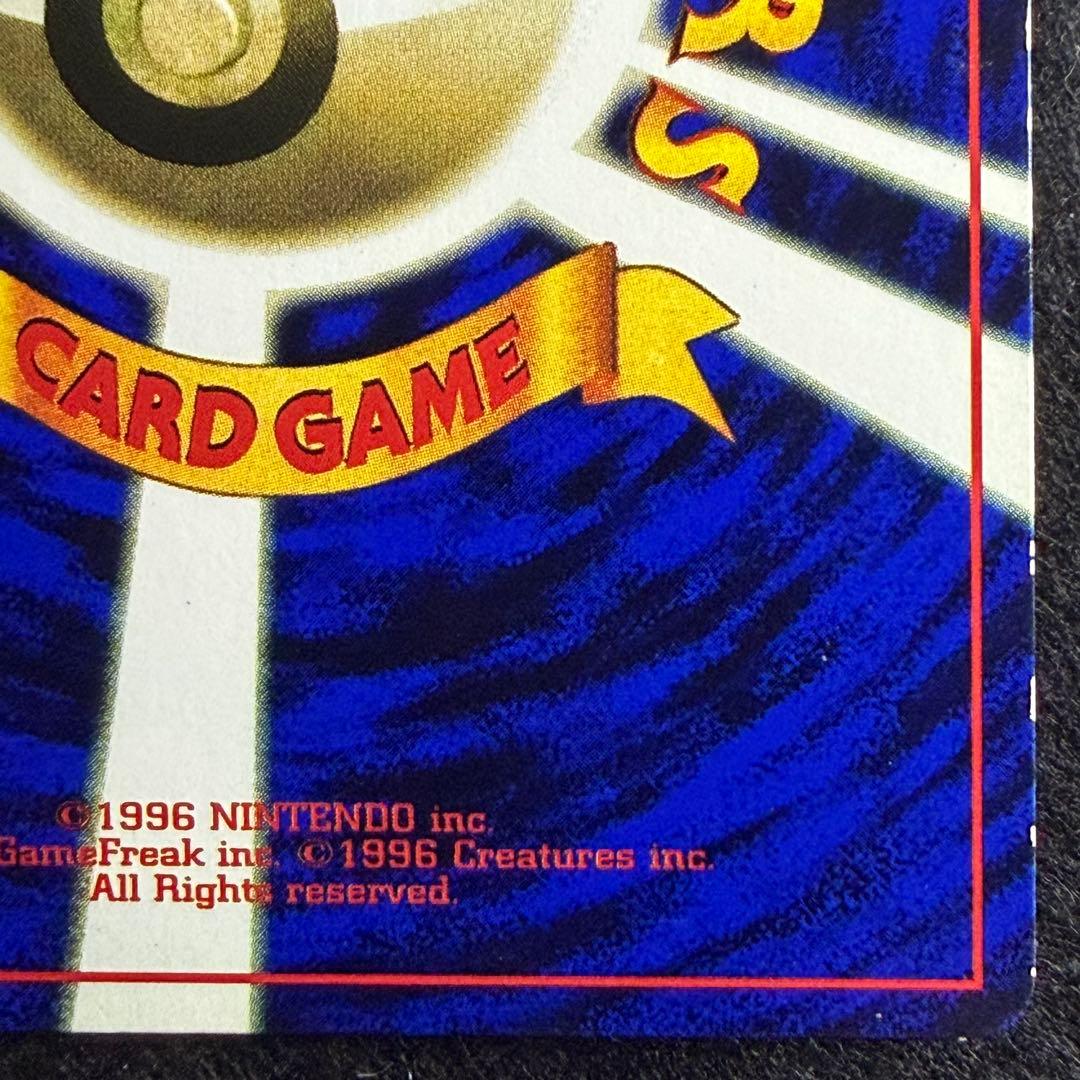 B
S
CARD GAME
©1996 NINTENDO inc.
GameFreak inc. ©1996 Creatures inc.
All Rights reserved.